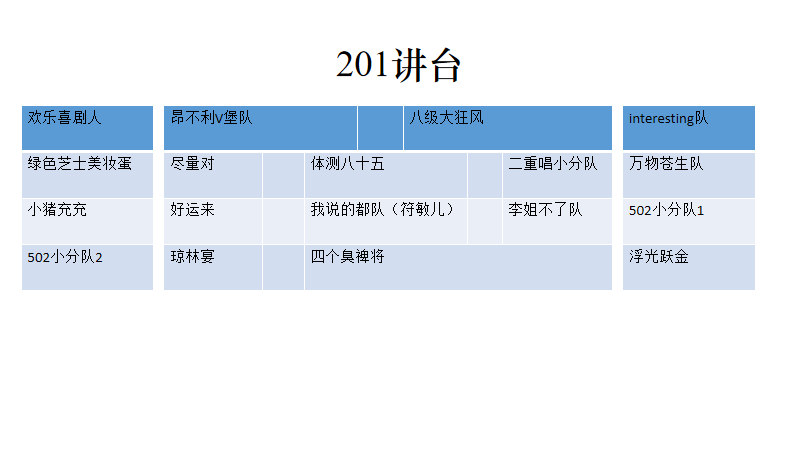 201讲台
欢乐喜剧人 昂不利V堡队 八级大狂风 interesting队
绿色芝士美妆蛋 尽量对 体测八十五 二重唱小分队 万物苍生队
小猪充充 好运来 我说的都队（符敏儿） 李姐不了队 502小分队1
502小分队2 琼林宴 四个臭裨将 浮光跃金